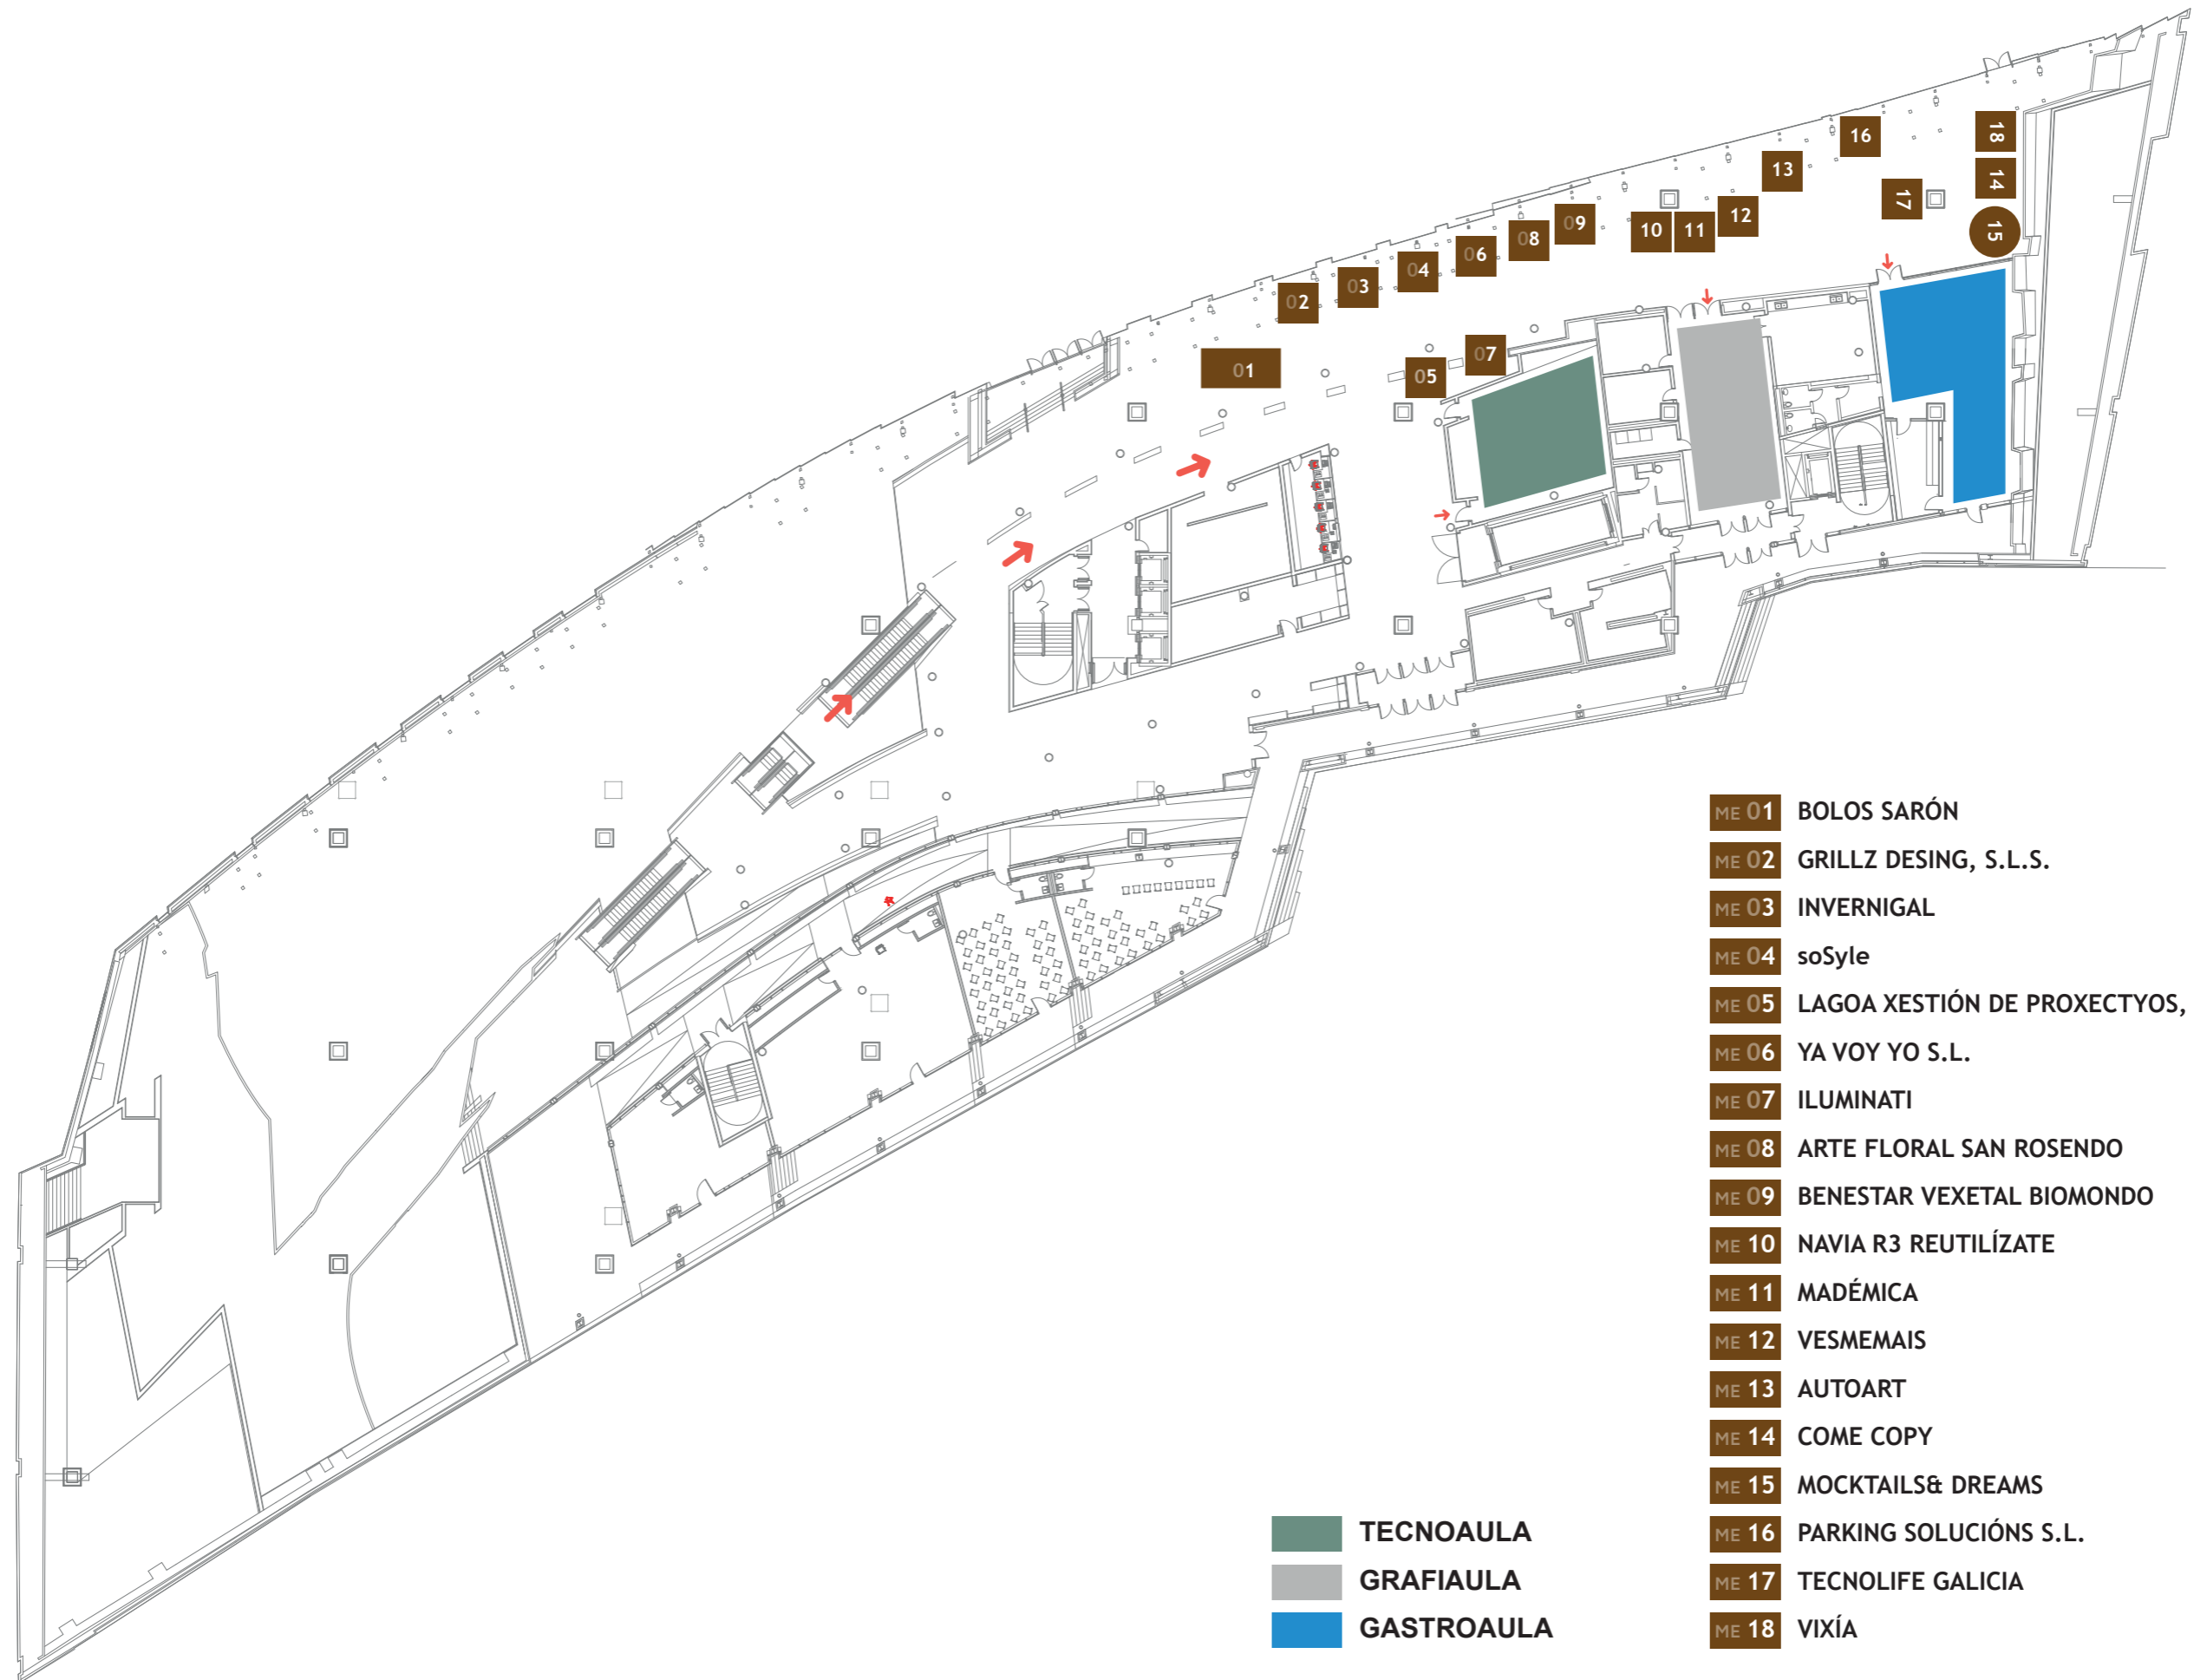 16
18
13
14
17
12
09
10
11
15
08
06
04
03
02
07
01
05
ME 01 BOLOS SARÓN
ME 02 GRILLZ DESING, S.L.S.
ME 03 INVERNIGAL
ME 04 soSyle
ME 05 LAGOA XESTIÓN DE PROXECTYOS,
ME 06 YA VOY YO S.L.
ME 07 ILUMINATI
ME 08 ARTE FLORAL SAN ROSENDO
ME 09 BENESTAR VEXETAL BIOMONDO
ME 10 NAVIA R3 REUTILÍZATE
ME 11 MADÉMICA
ME 12 VESMEMAIS
ME 13 AUTOART
ME 14 COME COPY
ME 15 MOCKTAILS& DREAMS
ME 16 PARKING SOLUCIÓNS S.L.
ME 17 TECNOLIFE GALICIA
ME 18 VIXÍA
TECNOAULA
GRAFIAULA
GASTROAULA